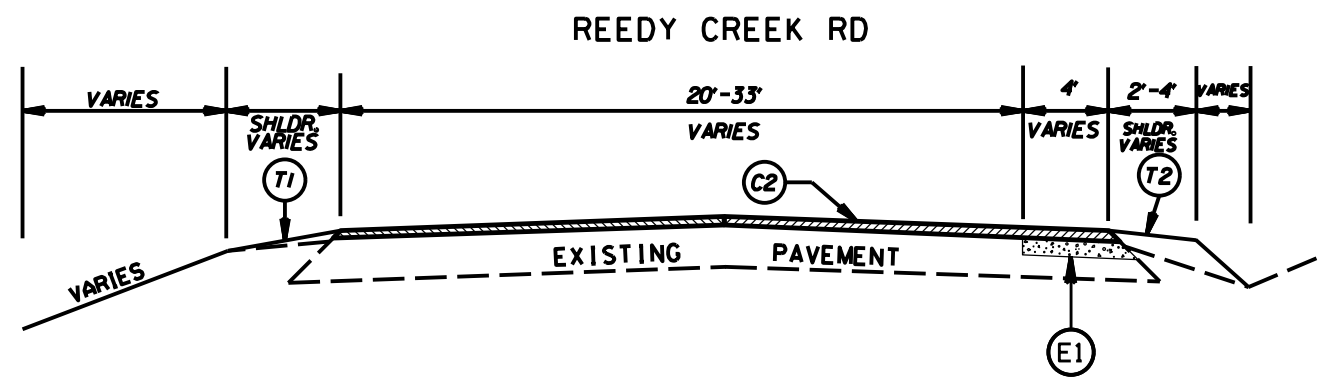 REEDY CREEK RD
VARIES
SHLDR.
VARIES
20'-33'
VARIES
4'
VARIES
2'-4'
SHLDR.
VARIES
VARIES
T1
C2
T2
VARIES
EXISTING PAVEMENT
E1